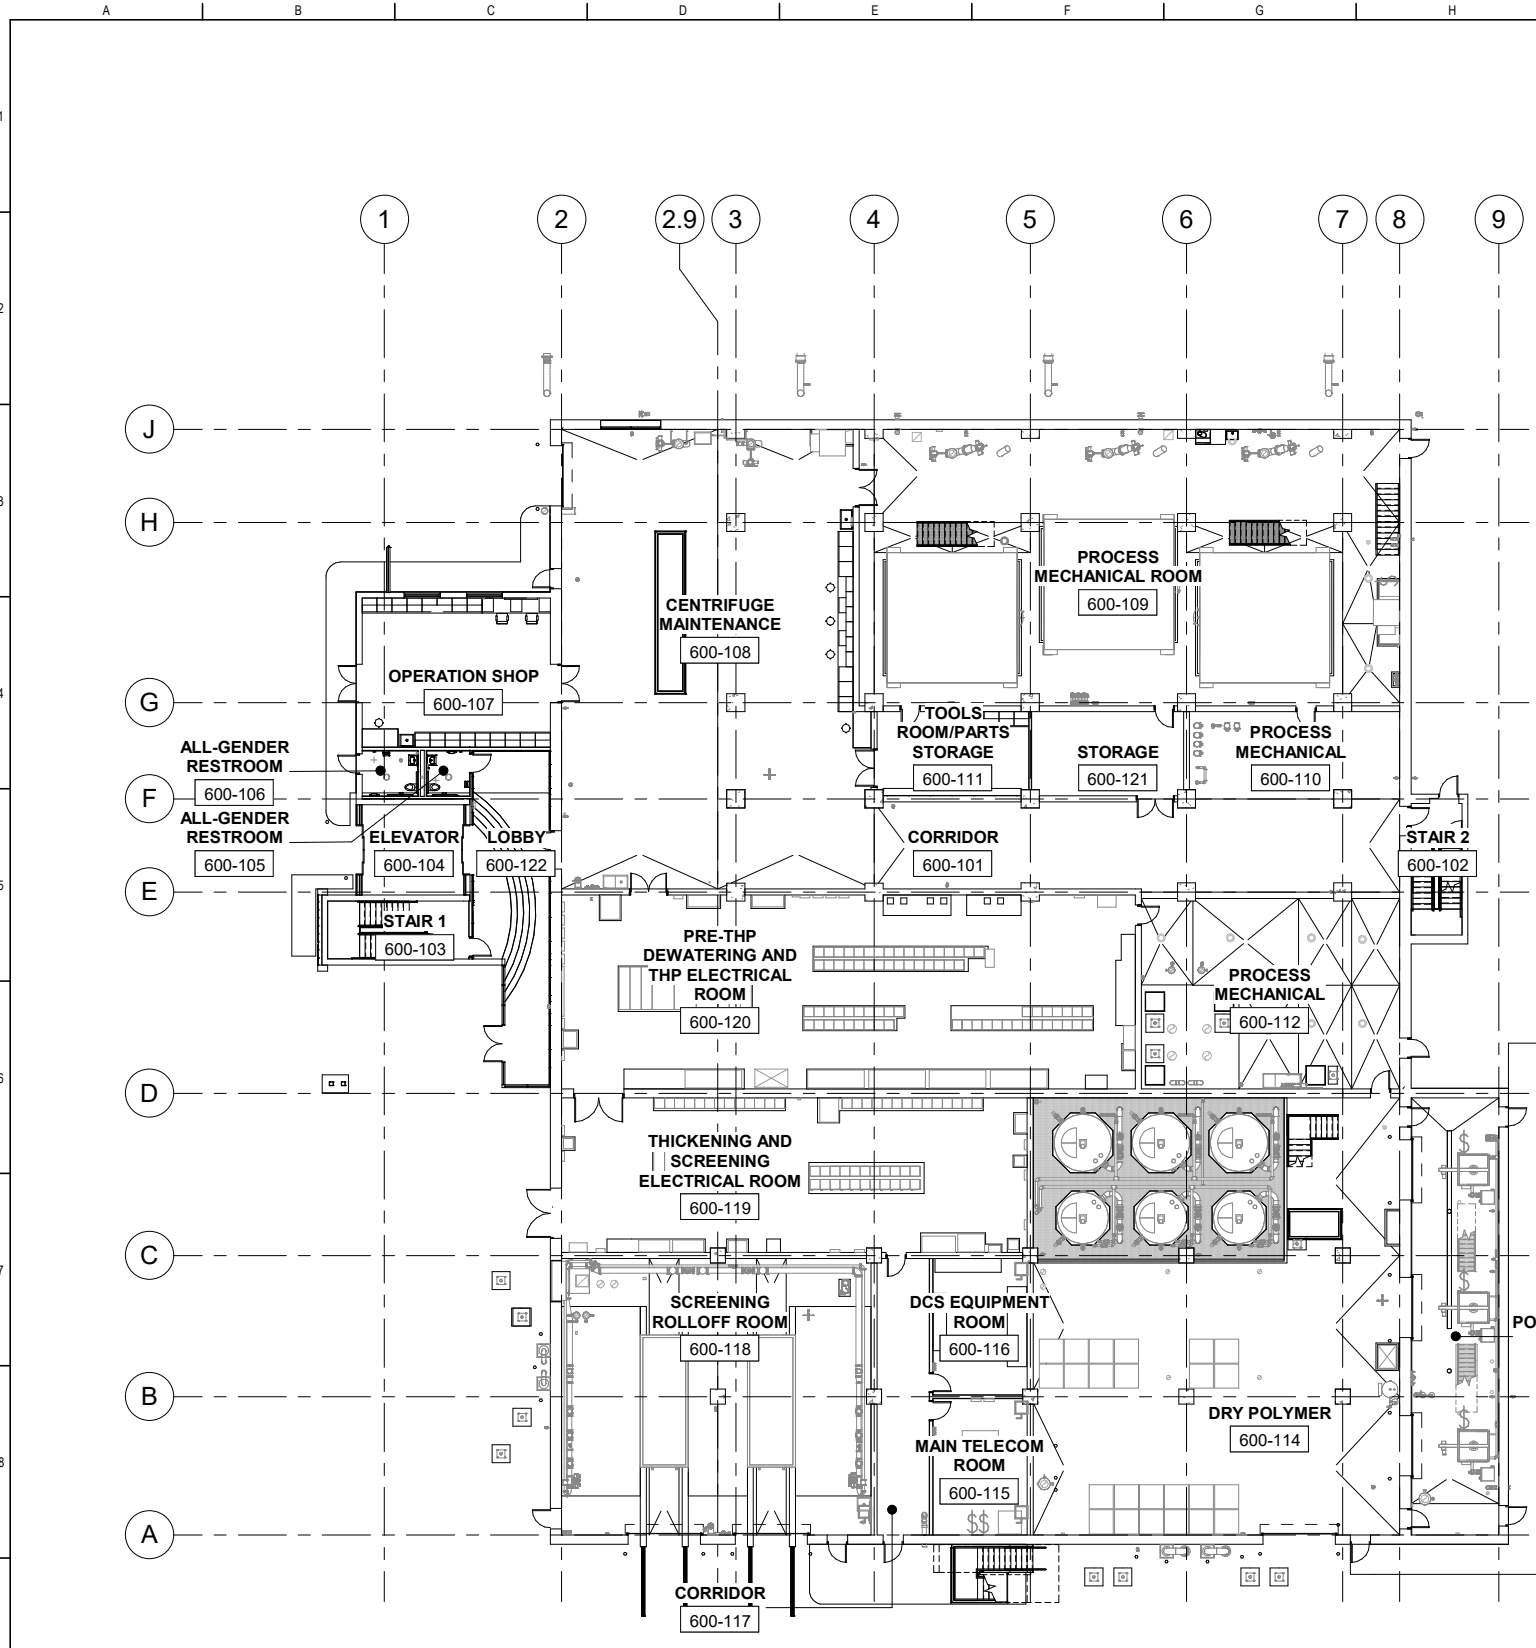 A B C D E F G H
1
2
3
4
5
6
7
8
1 2 2.9 3 4 5 6 7 8 9
J
H
G
F
E
D
C
B
A
PROCESS
MECHANICAL ROOM
600-109
CENTRIFUGE
MAINTENANCE
600-108
OPERATION SHOP
600-107
TOOLS
ROOM/PARTS
STORAGE
600-111
STORAGE
600-121
PROCESS
MECHANICAL
600-110
ALL-GENDER
RESTROOM
600-106
ALL-GENDER
RESTROOM
600-105
ELEVATOR
600-104
LOBBY
600-122
CORRIDOR
600-101
STAIR 2
600-102
STAIR 1
600-103
PRE-THP
DEWATERING AND
THP ELECTRICAL
ROOM
600-120
PROCESS
MECHANICAL
600-112
THICKENING AND
SCREENING
ELECTRICAL ROOM
600-119
SCREENING
ROLLOFF ROOM
600-118
DCS EQUIPMENT
ROOM
600-116
PO
DRY POLYMER
600-114
MAIN TELECOM
ROOM
600-115
CORRIDOR
600-117